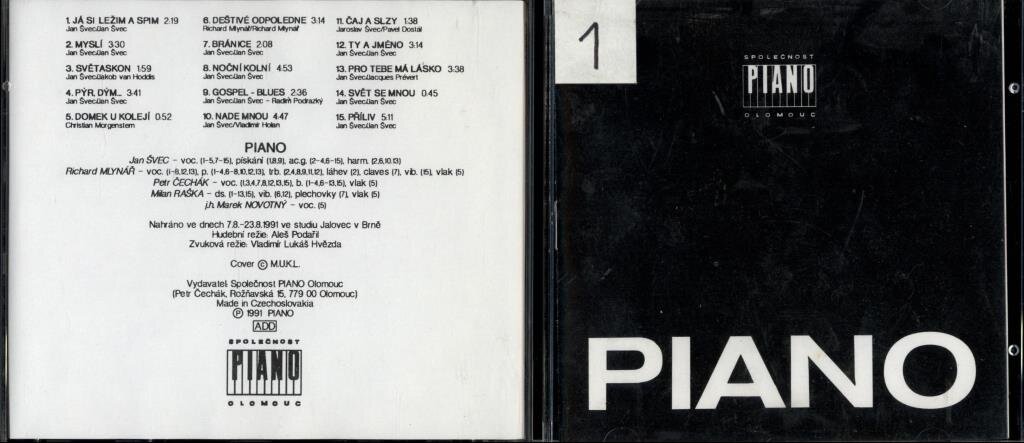 1. JÁ SI LEŽIM A SPIM 2:19
Jan Švec/Jan Švec
2. MYSLÍ 3:30
Jan Švec/Jan Švec
3. SVĚTASKON 1:59
Jan Švec/Jakob van Hoddis
4. PÝR, DÝM... 3:41
Jan Švec/Jan Švec
5. DOMEK U KOLEJÍ 0:52
Christian Morgenstern
6. DEŠTIVÉ ODPOLEDNE 3:14
Richard Mlynář/Richard Mlynář
7. BRÁNICE 2:08
Jan Švec/Jan Švec
8. NOČNÍ KOLNÍ 4:53
Jan Švec/Jan Švec
9. GOSPEL - BLUES 2:36
Jan Švec/Jan Švec - Radim Podrazký
10. NADE MNOU 4:47
Jan Švec/Vladimír Holan
11. ČAJ A SLZY 1:38
Jaroslav Švec/Pavel Dostál
12. TY A JMÉNO 3:14
Jan Švec/Jan Švec
13. PRO TEBE MÁ LÁSKO 3:38
Jan Švec/Jacques Prévert
14. SVĚT SE MNOU 0:45
Jan Švec/Jan Švec
15. PŘÍLIV 5:11
Jan Švec/Jan Švec
PIANO
Jan ŠVEC - voc. (1-5,7-15), pískání (1,8,9), ac.g. (2-4,6-15), harm. (2,6,10,13)
Richard MLYNÁŘ - voc. (1-8,12,13), p. (1-4,6-8,10,12,13), trb. (2,4,8,9,11,12), láhev (2), claves (7), vib. (15), vlak (5)
Petr ČECHÁK - voc. (1,3,4,7,8,12,13,15), b. (1-4,6-13,15), vlak (5)
Milan RAŠKA - ds. (1-13,15), vib. (6,12), plechovky (7), vlak (5)
j.h. Marek NOVOTNÝ - voc. (5)
Nahráno ve dnech 7.8.-23.8.1991 ve studiu Jalovec v Brně
Hudební režie: Aleš Podařil
Zvuková režie: Vladimír Lukáš Hvězda
Cover © M.U.K.L.
Vydavatel: Společnost PIANO Olomouc
(Petr Čechák, Rožňavská 15, 779 00 Olomouc)
Made in Czechoslovakia
℗ 1991 PIANO
ADD
SPOLEČNOST
PIANO
OLOMOUC
1
SPOLEČNOST
PIANO
OLOMOUC
PIANO